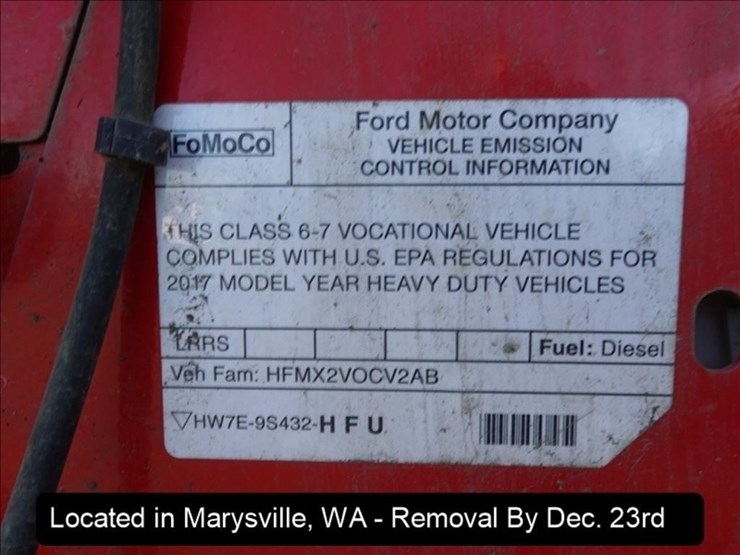 FoMoCo
Ford Motor Company
VEHICLE EMISSION
CONTROL INFORMATION
THIS CLASS 6-7 VOCATIONAL VEHICLE
COMPLIES WITH U.S. EPA REGULATIONS FOR
2017 MODEL YEAR HEAVY DUTY VEHICLES
LRRS
Fuel: Diesel
Veh Fam: HFMX2VOCV2AB
▽HW7E-9S432-H F U
Located in Marysville, WA - Removal By Dec. 23rd